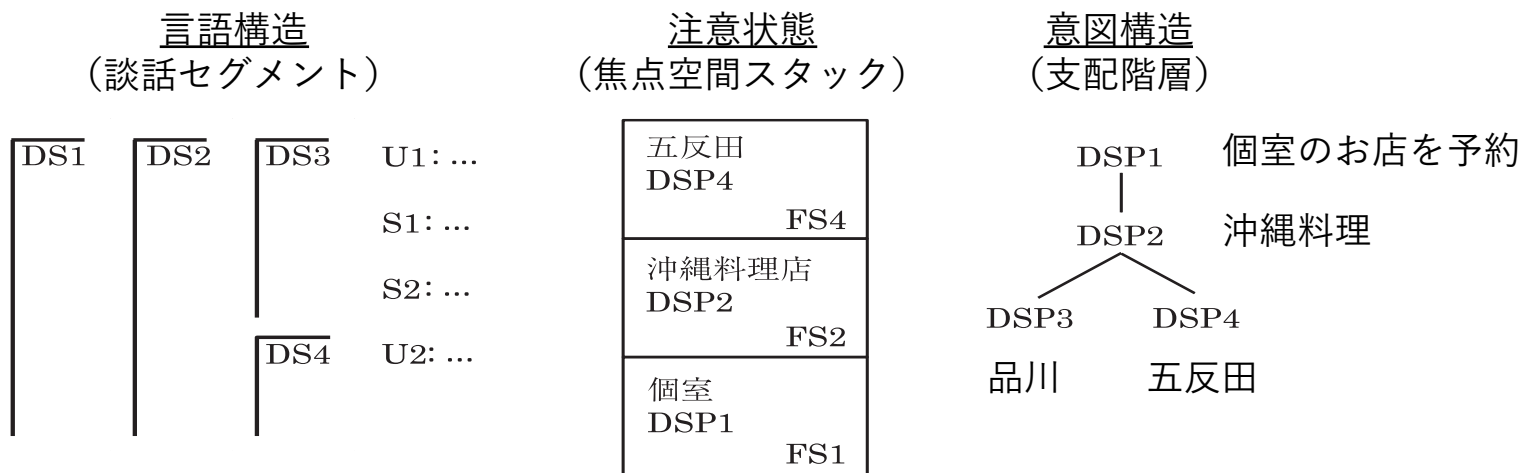 言語構造
（談話セグメント）
DS1
DS2
DS3
U1: ...
S1: ...
S2: ...
DS4
U2: ...
注意状態
（焦点空間スタック）
五反田
DSP4
FS4
沖縄料理店
DSP2
FS2
個室
DSP1
FS1
意図構造
（支配階層）
DSP1 個室のお店を予約
DSP2 沖縄料理
DSP3 DSP4
品川 五反田